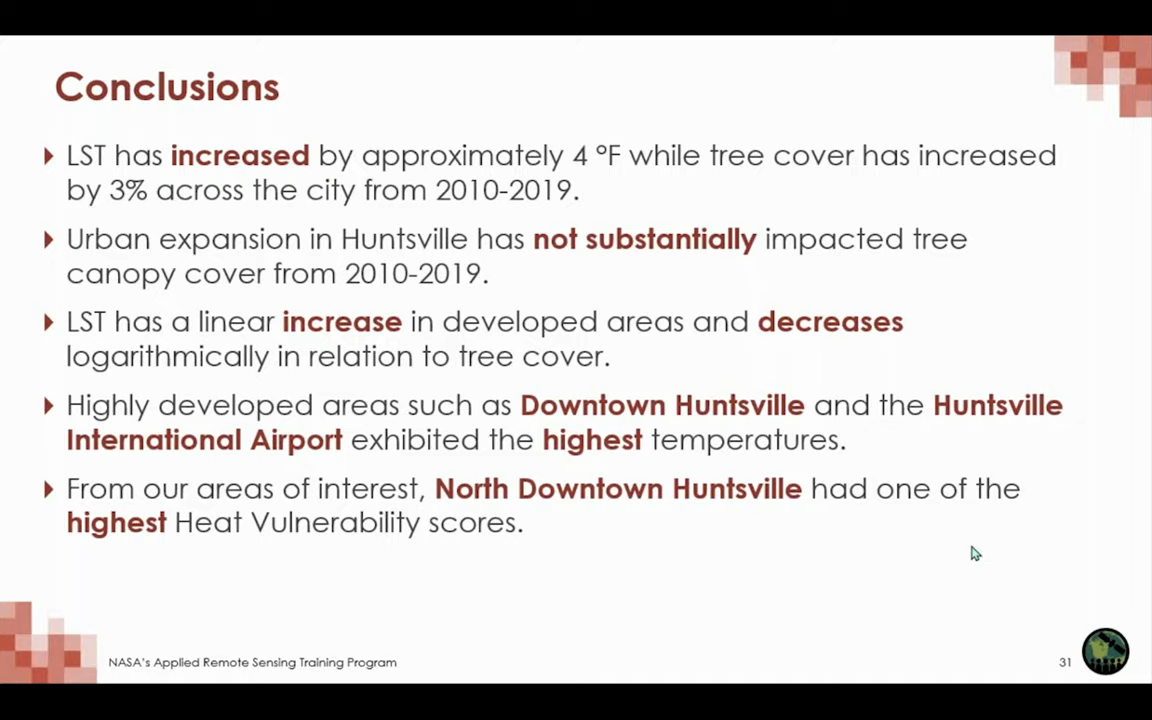 Conclusions
LST has increased by approximately 4 °F while tree cover has increased
by 3% across the city from 2010-2019.
Urban expansion in Huntsville has not substantially impacted tree
canopy cover from 2010-2019.
LST has a linear increase in developed areas and decreases
logarithmically in relation to tree cover.
Highly developed areas such as Downtown Huntsville and the Huntsville
International Airport exhibited the highest temperatures.
From our areas of interest, North Downtown Huntsville had one of the
highest Heat Vulnerability scores.
NASA's Applied Remote Sensing Training Program
31